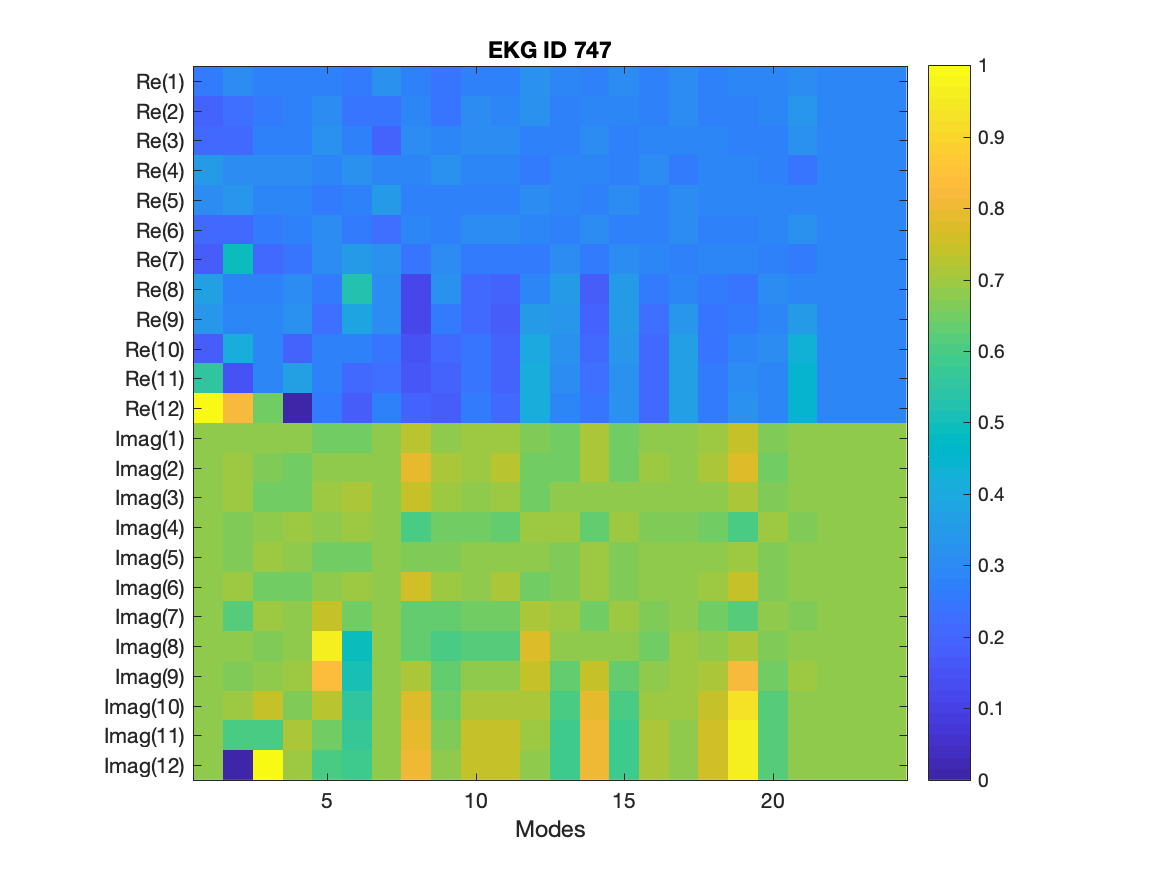 EKG ID 747
Re(1)
Re(2)
Re(3)
Re(4)
Re(5)
Re(6)
Re(7)
Re(8)
Re(9)
Re(10)
Re(11)
Re(12)
Imag(1)
Imag(2)
Imag(3)
Imag(4)
Imag(5)
Imag(6)
Imag(7)
Imag(8)
Imag(9)
Imag(10)
Imag(11)
Imag(12)
5 10 15 20
Modes
1
0.9
0.8
0.7
0.6
0.5
0.4
0.3
0.2
0.1
0